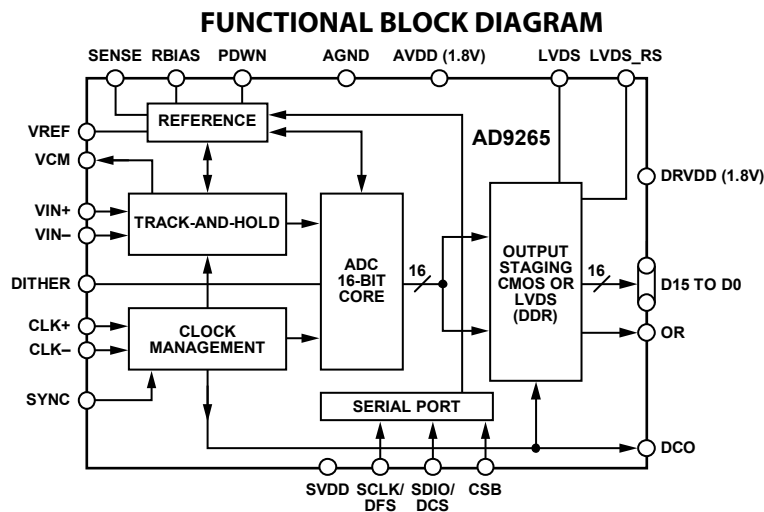 FUNCTIONAL BLOCK DIAGRAM
SENSE RBIAS PDWN AGND AVDD (1.8V) LVDS LVDS_RS
REFERENCE
AD9265
VREF
VCM
DRVDD (1.8V)
VIN+
TRACK-AND-HOLD
VIN–
ADC
16-BIT
CORE
16
OUTPUT
STAGING
CMOS OR
LVDS
(DDR)
16
D15 TO D0
DITHER
CLK+
CLOCK
MANAGEMENT
CLK–
OR
SYNC
SERIAL PORT
DCO
SVDD SCLK/
DFS
SDIO/
DCS
CSB